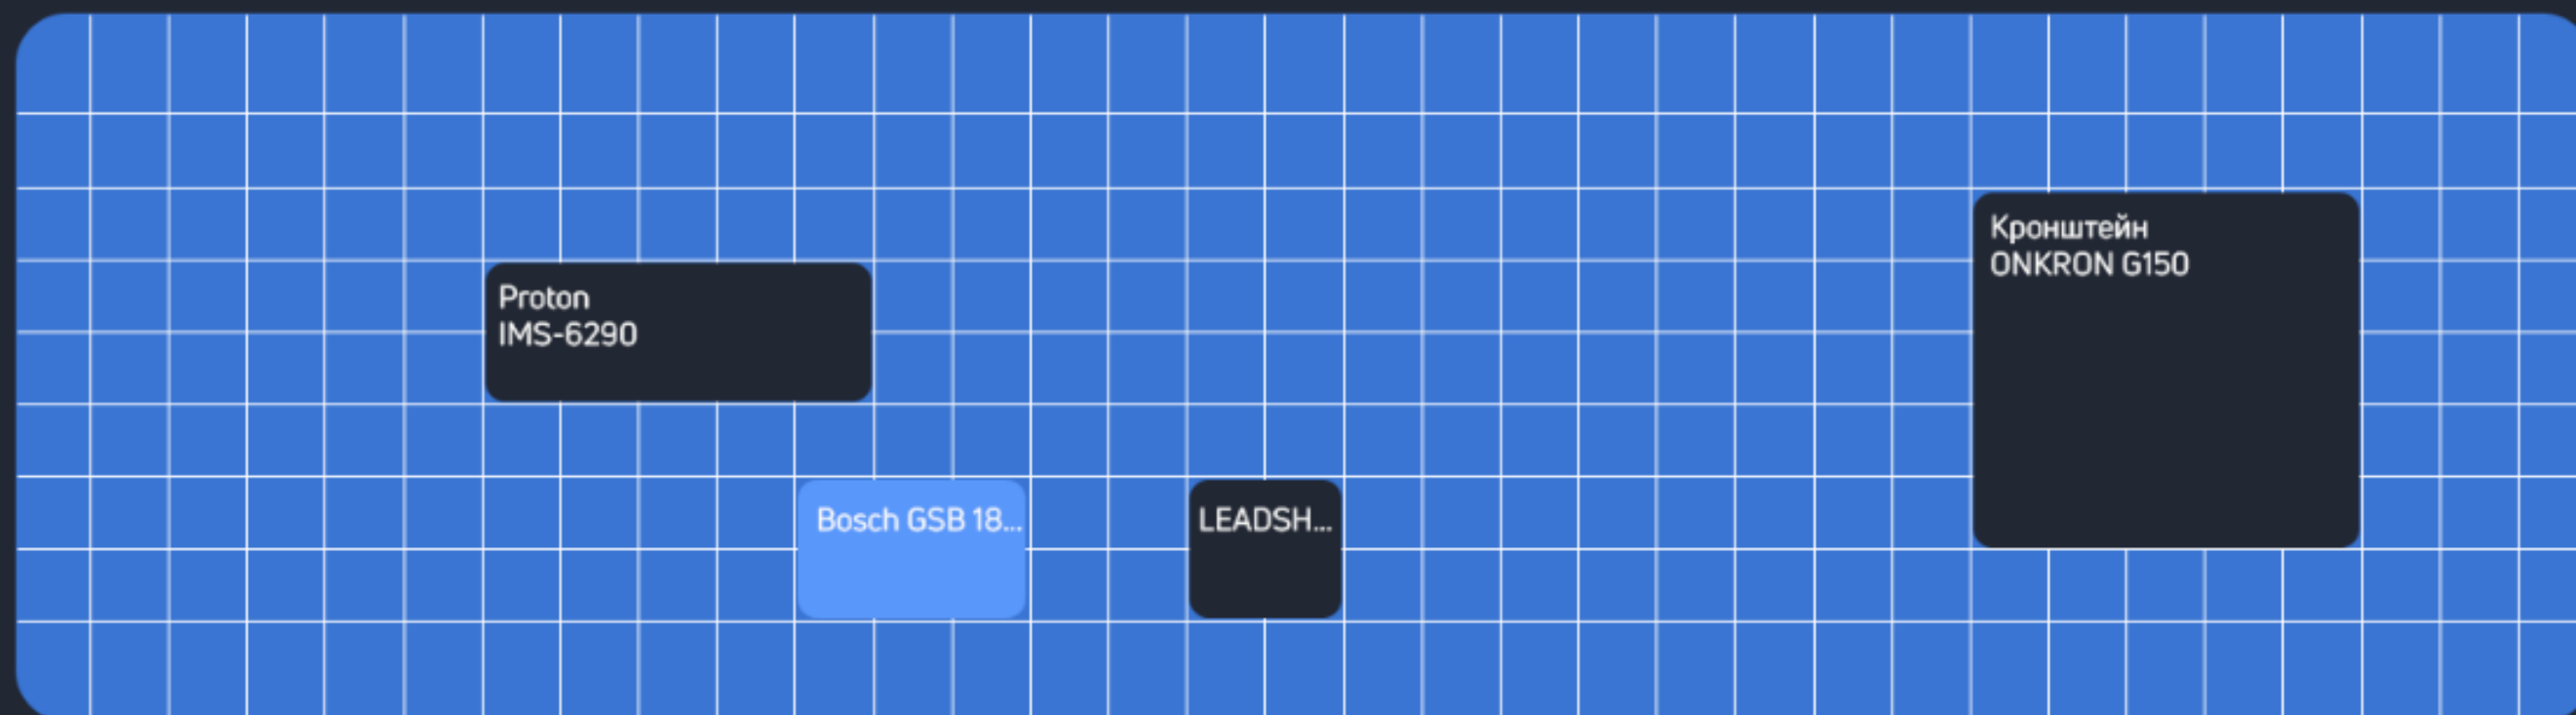 Proton
IMS-6290
Bosch GSB 18...
LEADSH...
Кронштейн
ONKRON G150